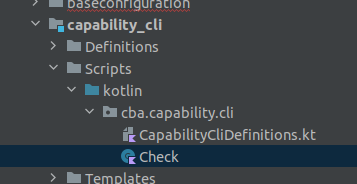 baseconfiguration
capability_cli
Definitions
Scripts
kotlin
cba.capability.cli
CapabilityCliDefinitions.kt
Check
Templates